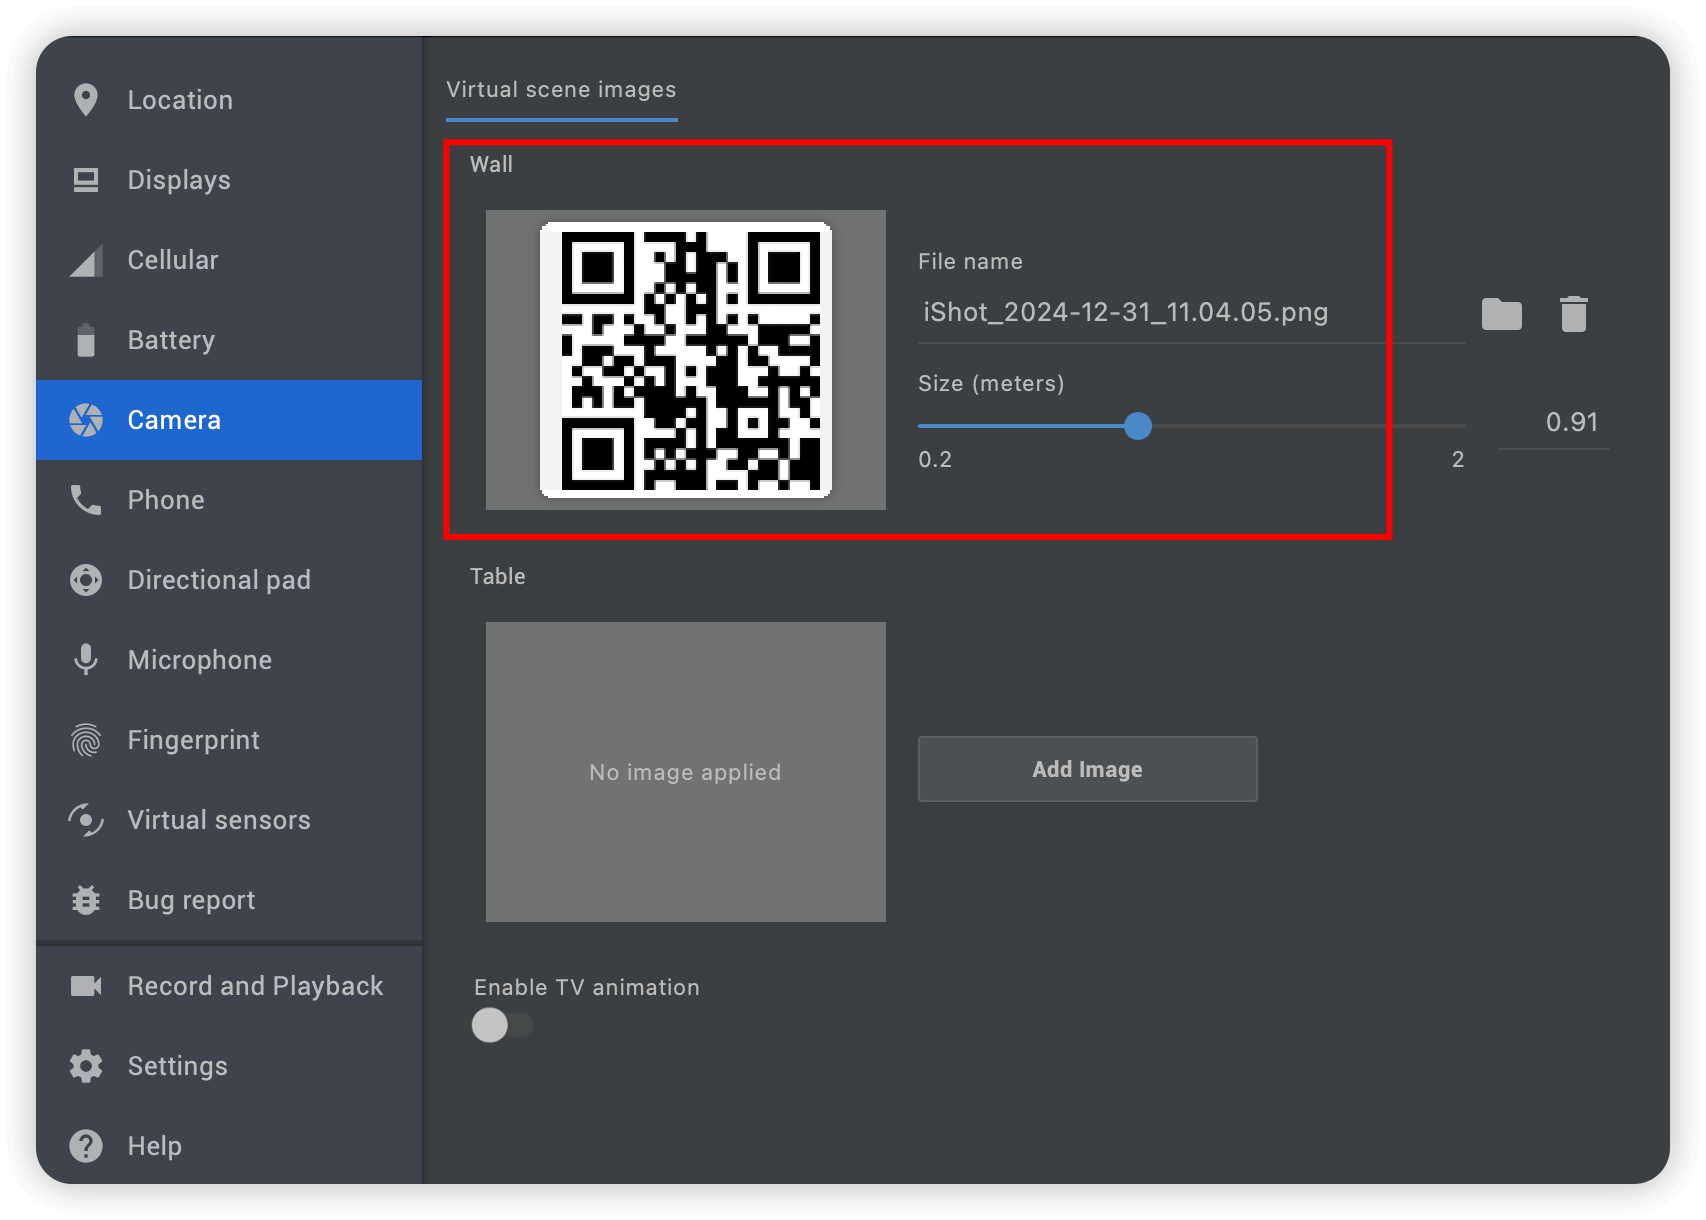 Location
Displays
Cellular
Battery
Camera
Phone
Directional pad
Microphone
Fingerprint
Virtual sensors
Bug report
Record and Playback
Settings
Help
Virtual scene images
Wall
File name
iShot_2024-12-31_11.04.05.png
Size (meters)
0.91
0.2 2
Table
No image applied
Add Image
Enable TV animation